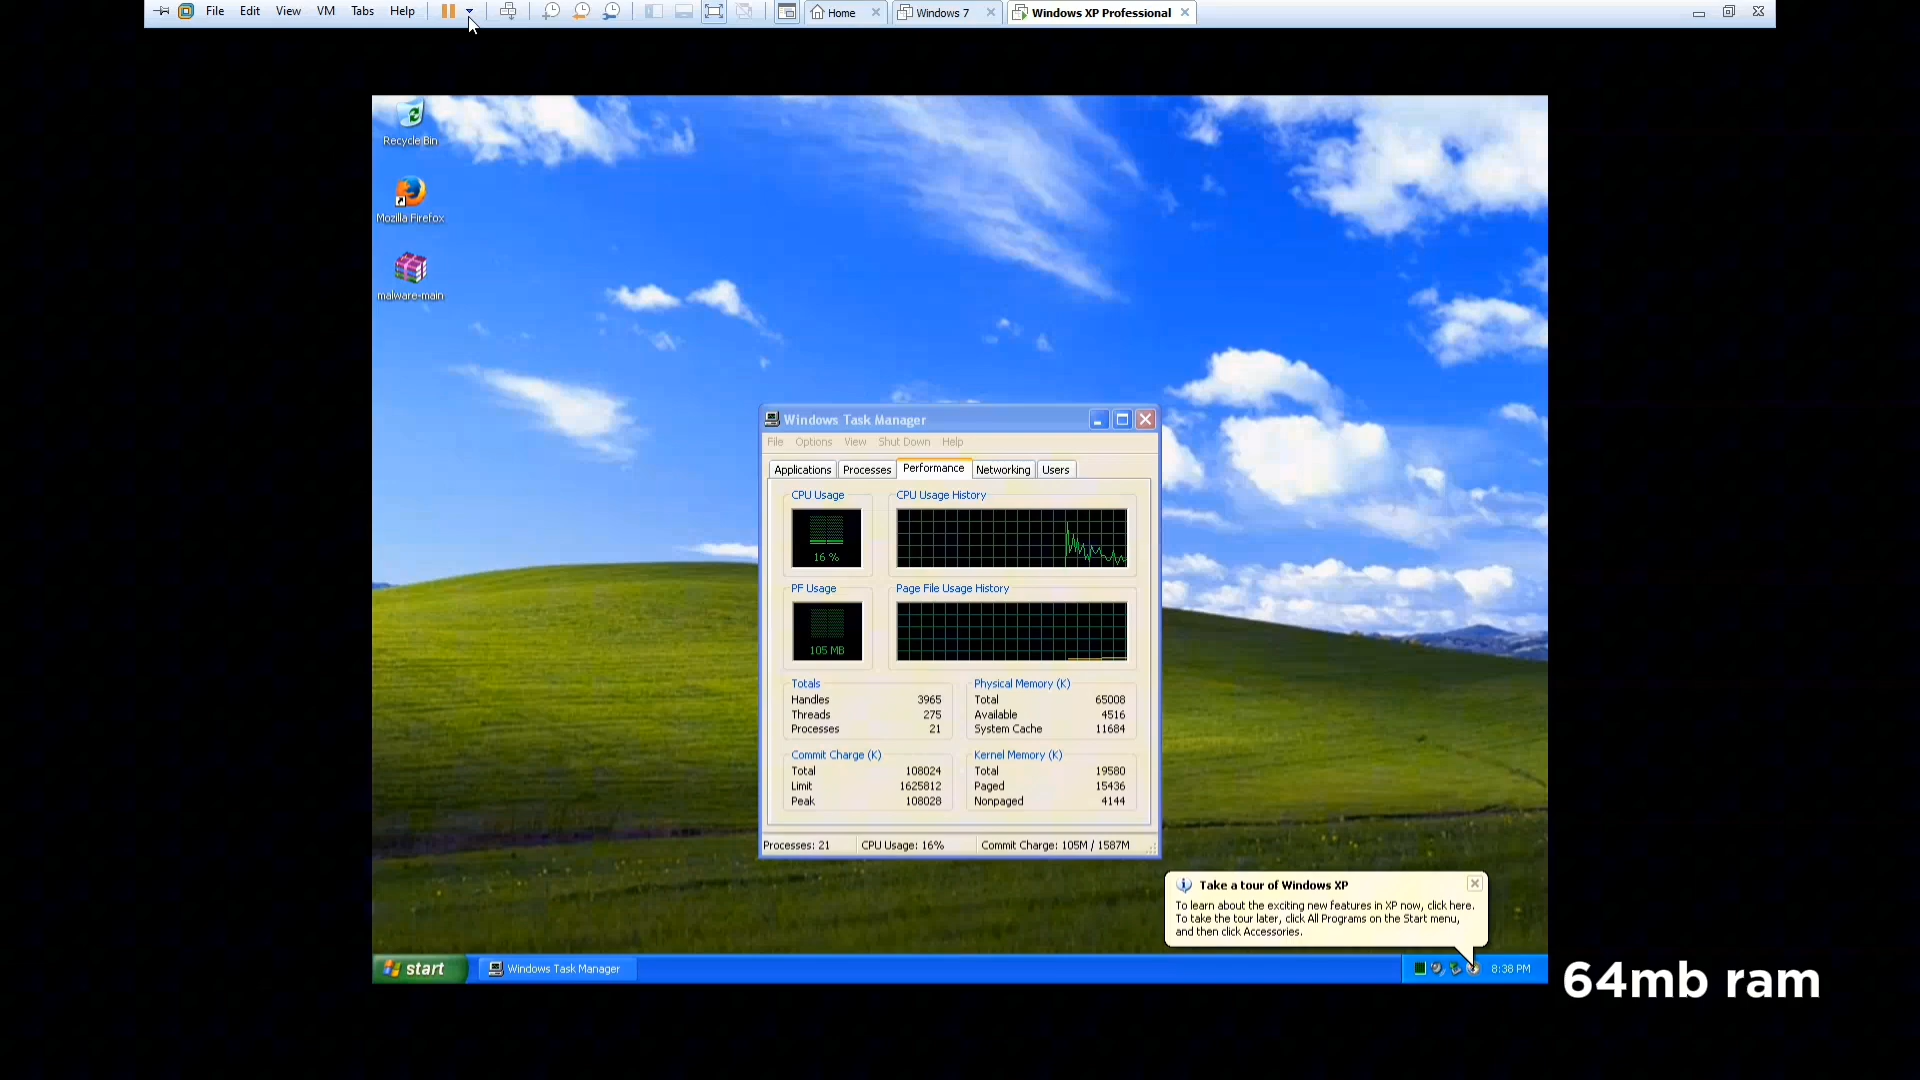 File Edit View VM Tabs Help Home Windows 7 Windows XP Professional
Recycle Bin
Mozilla Firefox
malware-main
Windows Task Manager
File Options View Shut Down Help
Applications Processes Performance Networking Users
CPU Usage CPU Usage History
16 %
PF Usage Page File Usage History
105 MB
Totals
Handles 3965
Threads 275
Processes 21
Physical Memory (K)
Total 65008
Available 4516
System Cache 11684
Commit Charge (K)
Total 108024
Limit 1625812
Peak 108028
Kernel Memory (K)
Total 19580
Paged 15436
Nonpaged 4144
Processes: 21 CPU Usage: 16% Commit Charge: 105M / 1587M
Take a tour of Windows XP
To learn about the exciting new features in XP now, click here.
To take the tour later, click All Programs on the Start menu,
and then click Accessories.
start Windows Task Manager 8:38 PM
64mb ram